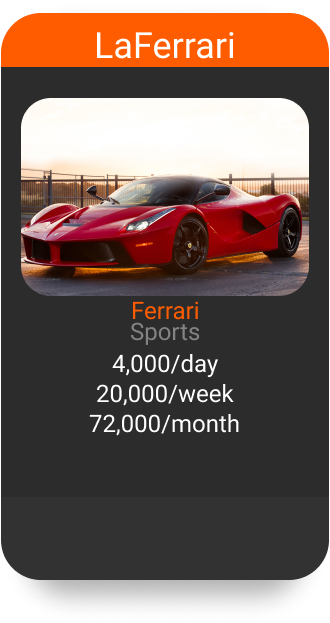 LaFerrari
Ferrari
Sports
4,000/day
20,000/week
72,000/month